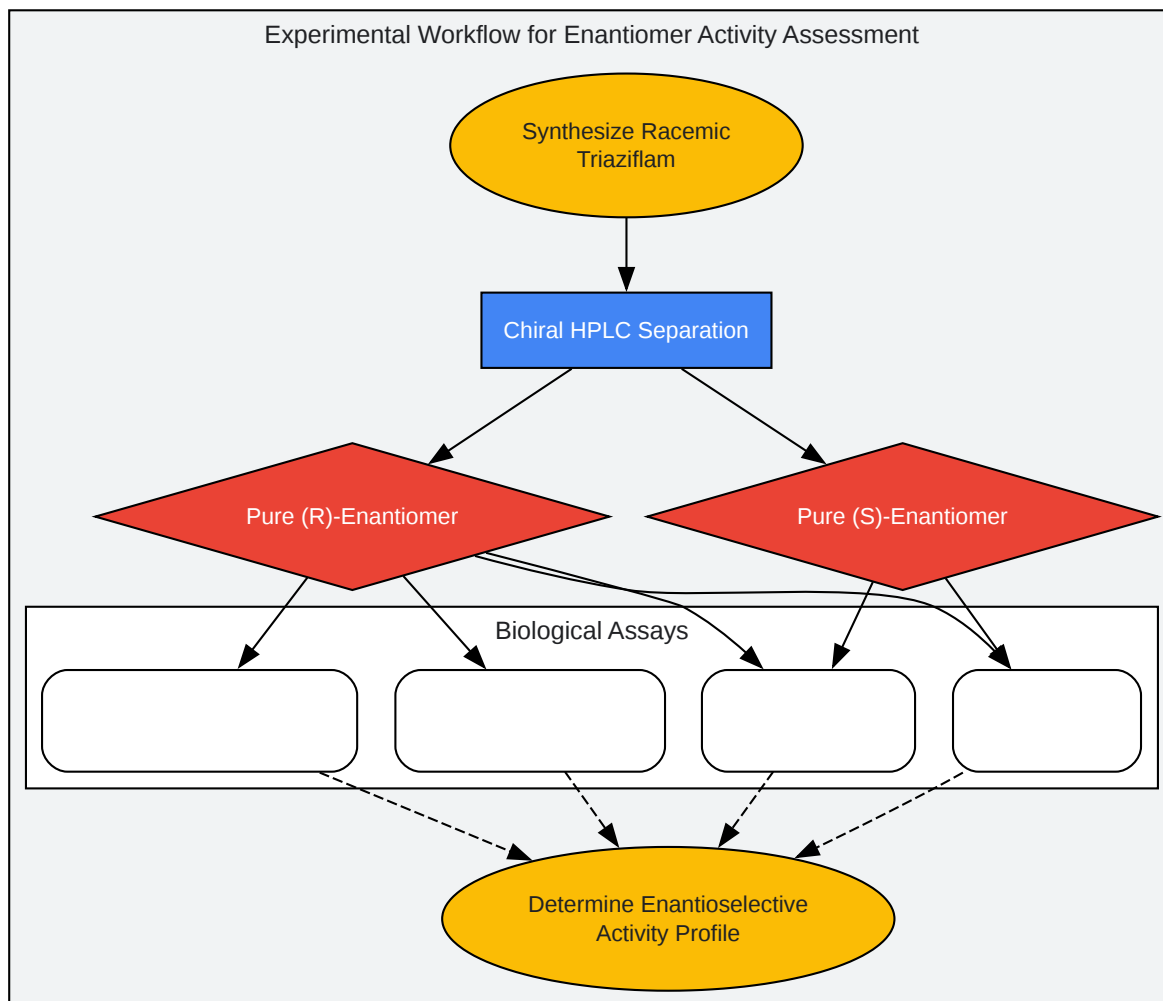 Experimental Workflow for Enantiomer Activity Assessment
Synthesize Racemic
Triaziflam
Chiral HPLC Separation
Pure (R)-Enantiomer
Pure (S)-Enantiomer
Biological Assays
Determine Enantioselective
Activity Profile